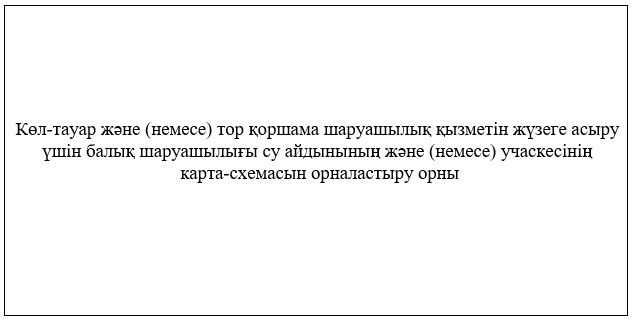 Көл-тауар және (немесе) тор қоршама шаруашылық қызметін жүзеге асыру
үшін балық шаруашылығы су айдынының және (немесе) учаскесінің
карта-схемасын орналастыру орны